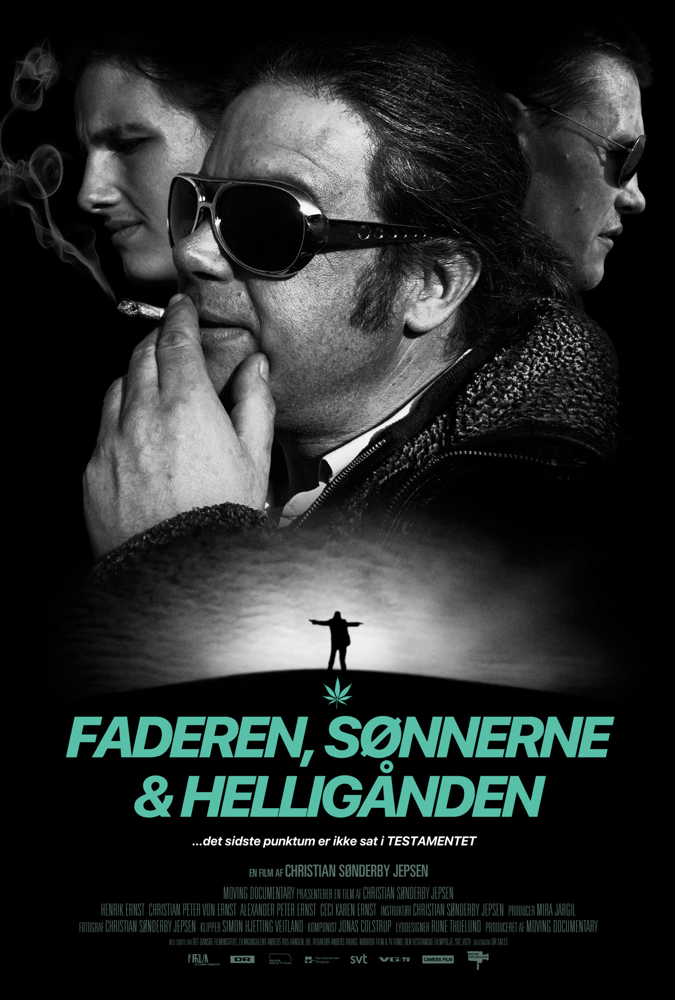 FADEREN, SØNNERNE
& HELLIGÅNDEN
...det sidste punktum er ikke sat i TESTAMENTET
EN FILM AF CHRISTIAN SØNDERBY JEPSEN
MOVING DOCUMENTARY PRÆSENTERER EN FILM AF CHRISTIAN SØNDERBY JEPSEN
HENRIK ERNST CHRISTIAN PETER VON ERNST ALEXANDER PETER ERNST CECI KAREN ERNST INSTRUKTØR CHRISTIAN SØNDERBY JEPSEN PRODUCER MIRA JARGIL
FOTOGRAF CHRISTIAN SØNDERBY JEPSEN KLIPPER SIMON HJETTING VEITLAND KOMPONIST JONAS COLSTRUP LYDDESIGNER RUNE THUELUND PRODUCERET AF MOVING DOCUMENTARY
MED STØTTE FRA DET DANSKE FILMINSTITUT, FILMKONSULENT ANDERS RIIS-HANSEN, DR, REDAKTØR ANDERS BRUUS, NORDISK FILM & TV FOND, DEN VESTDANSKE FILMPULJE, SVT, VGTV SALGSAGENT DR SALES
DET DANSKE FILMINSTITUT
DR
Nordisk
Film & TV Fond
Den Vestdanske
Filmpulje
svt
VG TV
CAMERA FILM
MOVING
DOCUMENTARY